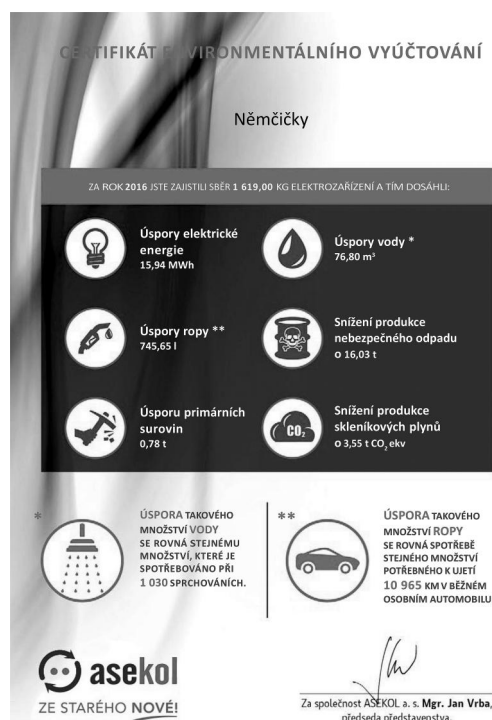 CERTIFIKÁT ENVIRONMENTÁLNÍHO VYÚČTOVÁNÍ
Němčičky
ZA ROK 2016 JSTE ZAJISTILI SBĚR 1 619,00 KG ELEKTROZAŘÍZENÍ A TÍM DOSÁHLI:
Úspory elektrické
energie
15,94 MWh
Úspory vody *
76,80 m³
Úspory ropy **
745,65 l
Snížení produkce
nebezpečného odpadu
o 16,03 t
Úsporu primárních
surovin
0,78 t
CO₂
Snížení produkce
skleníkových plynů
o 3,55 t CO₂ ekv
*
ÚSPORA TAKOVÉHO
MNOŽSTVÍ VODY
SE ROVNÁ STEJNÉMU
MNOŽSTVÍ, KTERÉ JE
SPOTŘEBOVÁNO PŘI
1 030 SPRCHOVÁNÍCH.
**
ÚSPORA TAKOVÉHO
MNOŽSTVÍ ROPY
SE ROVNÁ SPOTŘEBĚ
STEJNÉHO MNOŽSTVÍ
POTŘEBNÉHO K UJETÍ
10 965 KM V BĚŽNÉM
OSOBNÍM AUTOMOBILU
asekol
ZE STARÉHO NOVÉ!
Za společnost ASEKOL a. s. Mgr. Jan Vrba,
předseda představenstva.